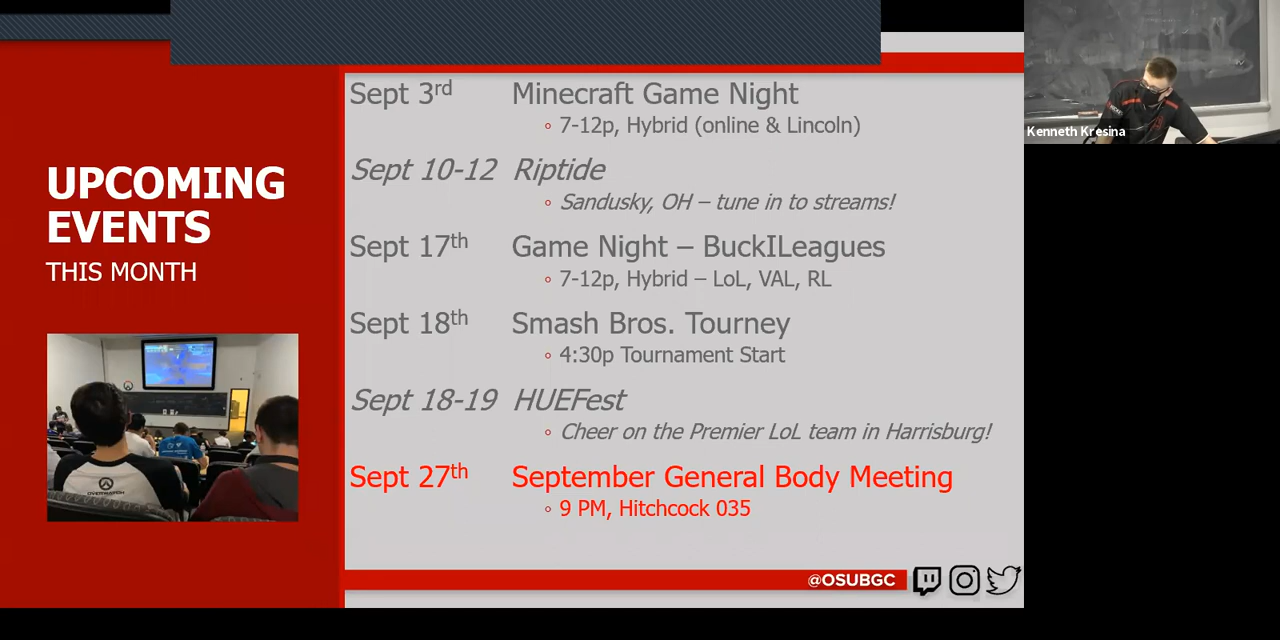 UPCOMING
EVENTS
THIS MONTH
Sept 3rd Minecraft Game Night
◦ 7-12p, Hybrid (online & Lincoln)
Sept 10-12 Riptide
◦ Sandusky, OH – tune in to streams!
Sept 17th Game Night – BuckILeagues
◦ 7-12p, Hybrid – LoL, VAL, RL
Sept 18th Smash Bros. Tourney
◦ 4:30p Tournament Start
Sept 18-19 HUEFest
◦ Cheer on the Premier LoL team in Harrisburg!
Sept 27th September General Body Meeting
◦ 9 PM, Hitchcock 035
@OSUBGC
OVERWATCH
Kenneth Kresina